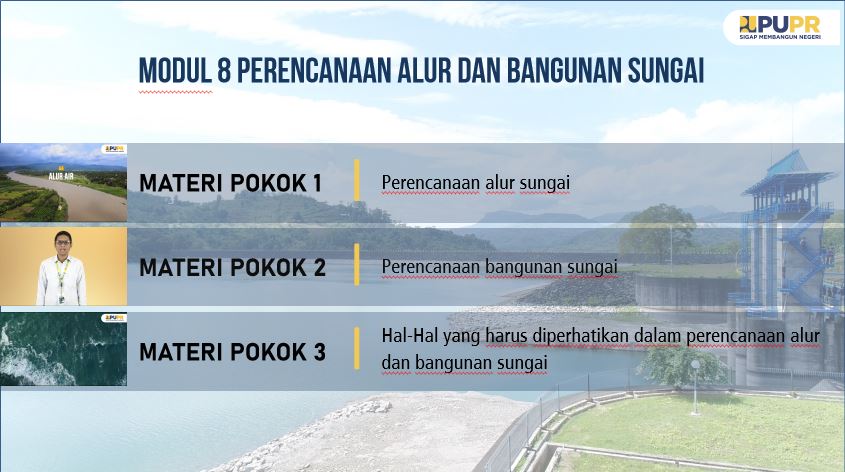 PUPR
SIGAP MEMBANGUN NEGERI
MODUL 8 PERENCANAAN ALUR DAN BANGUNAN SUNGAI
PUPR
ALUR AIR
MATERI POKOK 1
Perencanaan alur sungai
MATERI POKOK 2
Perencanaan bangunan sungai
PUPR
MATERI POKOK 3
Hal-Hal yang harus diperhatikan dalam perencanaan alur
dan bangunan sungai